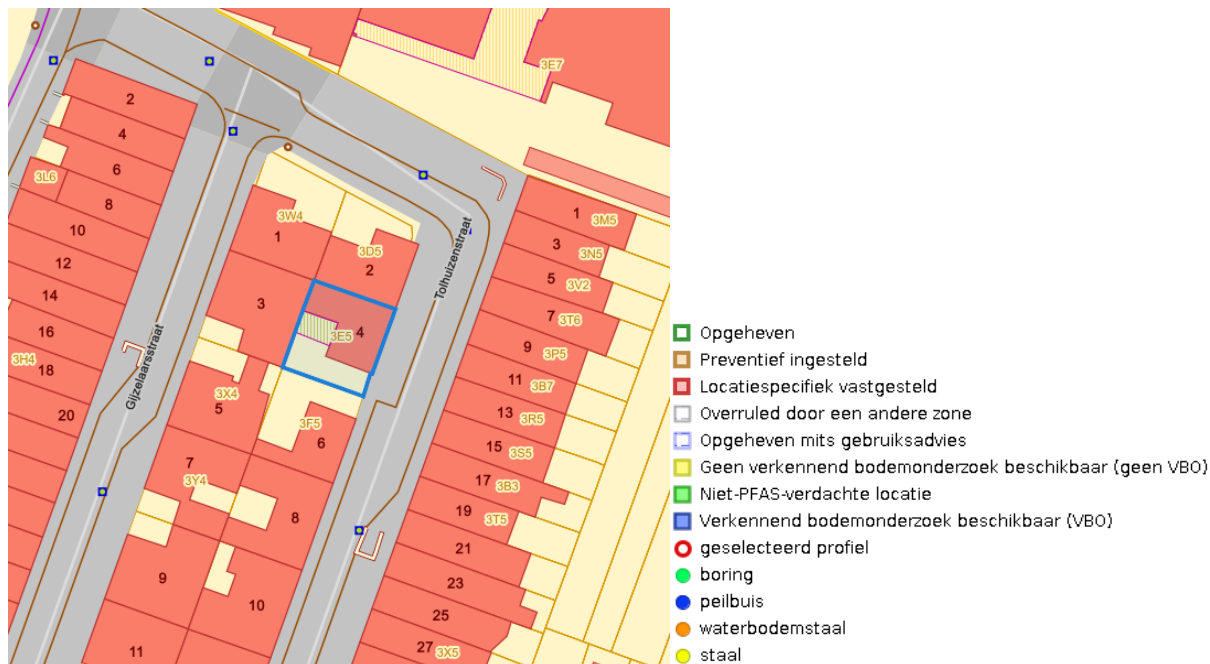 3E7
2
4
6
3L6
8
10
12
14
16
3H4
18
20
3W4
1
3D5
2
3
3E5
4
3X4
5
3F5
6
7
3Y4
8
9
10
11
Gijzelaarsstraat
Tolhuizenstraat
1
3M5
3
3N5
5
3V2
7
3T6
9
3P5
11
3B7
13
3R5
15
3S5
17
3B3
19
3T5
21
23
25
27
3X5
Opgeheven
Preventief ingesteld
Locatiespecifiek vastgesteld
Overruled door een andere zone
Opgeheven mits gebruiksadvies
Geen verkennend bodemonderzoek beschikbaar (geen VBO)
Niet-PFAS-verdachte locatie
Verkennend bodemonderzoek beschikbaar (VBO)
geselecteerd profiel
boring
peilbuis
waterbodemstaal
staal